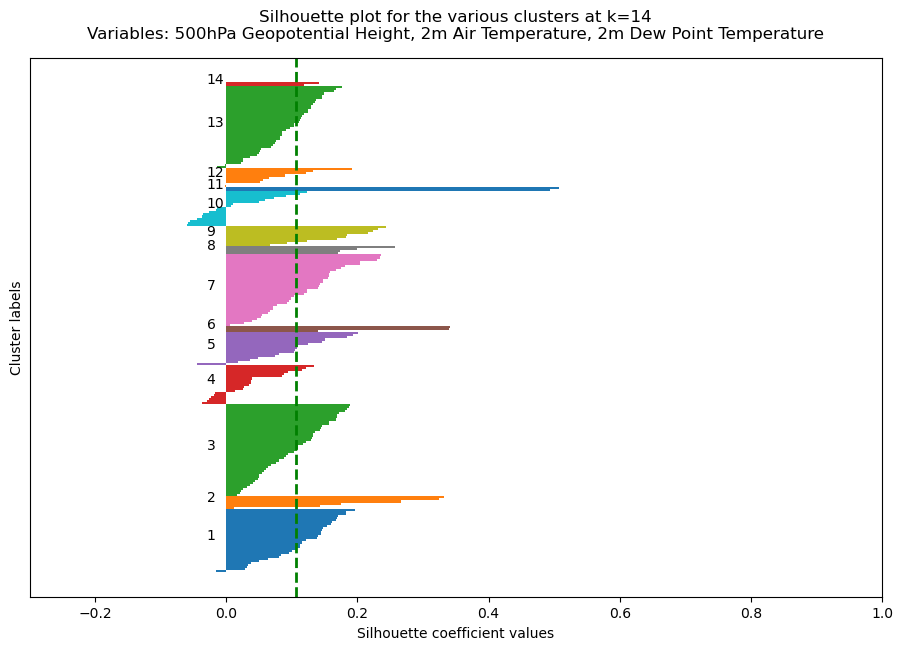 Silhouette plot for the various clusters at k=14
Variables: 500hPa Geopotential Height, 2m Air Temperature, 2m Dew Point Temperature
14
13
12
11
10
9
8
7
6
5
4
3
2
1
Cluster labels
−0.2 0.0 0.2 0.4 0.6 0.8 1.0
Silhouette coefficient values